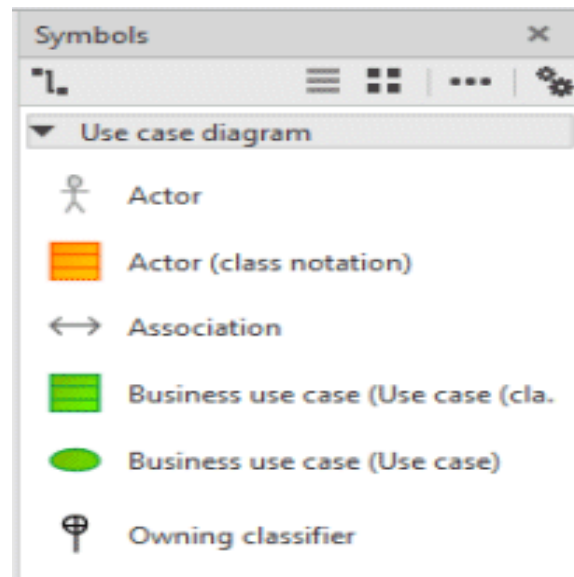 Symbols
Use case diagram
Actor
Actor (class notation)
Association
Business use case (Use case (cla.
Business use case (Use case)
Owning classifier